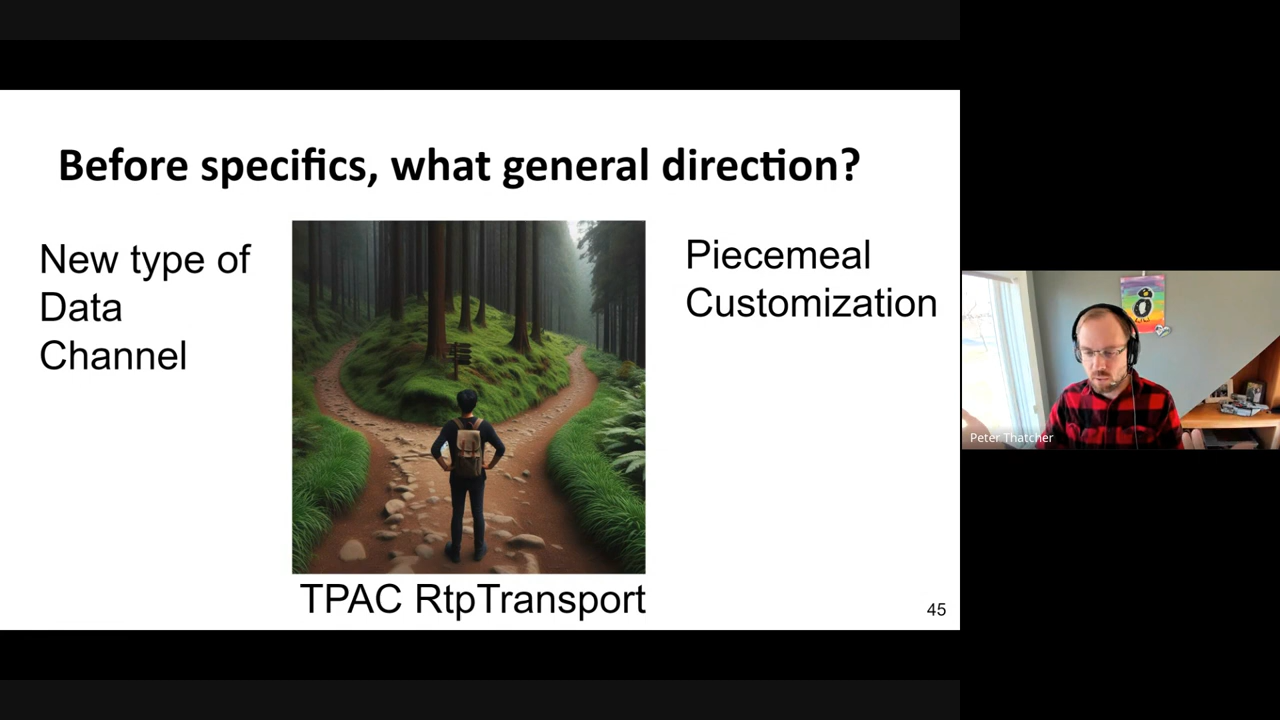 Before specifics, what general direction?
New type of
Data
Channel
Piecemeal
Customization
TPAC RtpTransport
45
Peter Thatcher